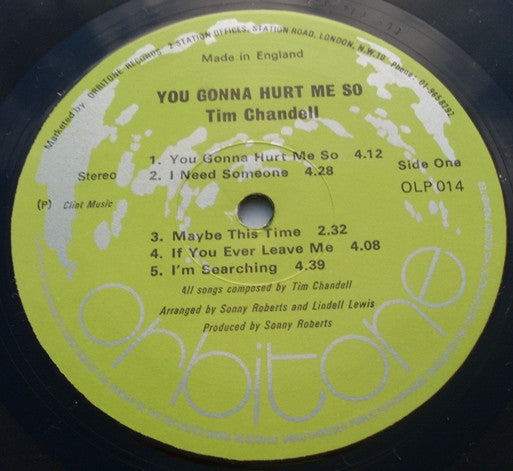 Marketed by ORBITONE RECORDS 2 STATION OFFICES, STATION ROAD, LONDON, N.W.10 - Phone:- 01-965-8292
Made in England
YOU GONNA HURT ME SO
Tim Chandell
1. You Gonna Hurt Me So 4.12
Side One
Stereo
2. I Need Someone 4.28
OLP 014
(P) Clint Music
3. Maybe This Time 2.32
4. If You Ever Leave Me 4.08
5. I'm Searching 4.39
All songs composed by Tim Chandell
Arranged by Sonny Roberts and Lindell Lewis
Produced by Sonny Roberts
orbitone